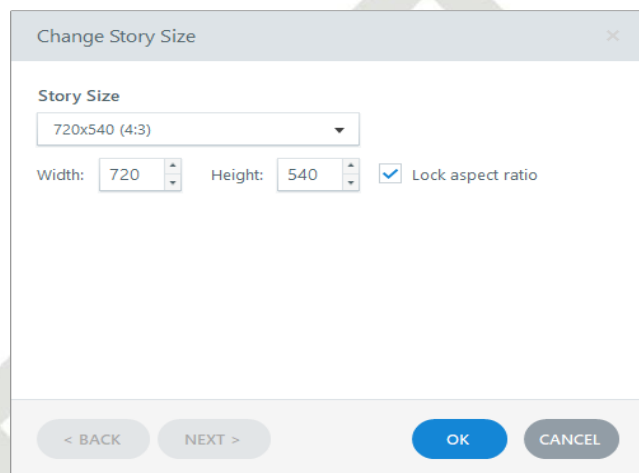 Change Story Size
Story Size
720x540 (4:3)
Width: 720 Height: 540 Lock aspect ratio
< BACK NEXT > OK CANCEL